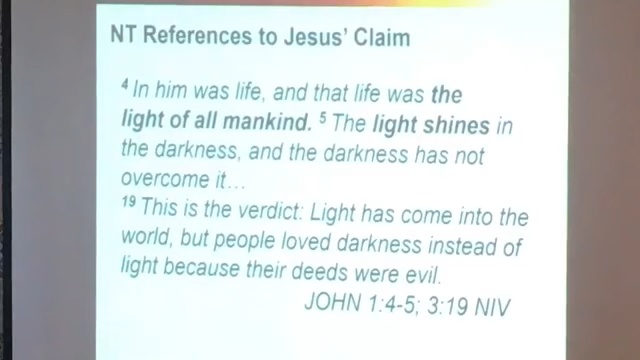 NT References to Jesus’ Claim
4 In him was life, and that life was the
light of all mankind. 5 The light shines in
the darkness, and the darkness has not
overcome it…
19 This is the verdict: Light has come into the
world, but people loved darkness instead of
light because their deeds were evil.
JOHN 1:4-5; 3:19 NIV